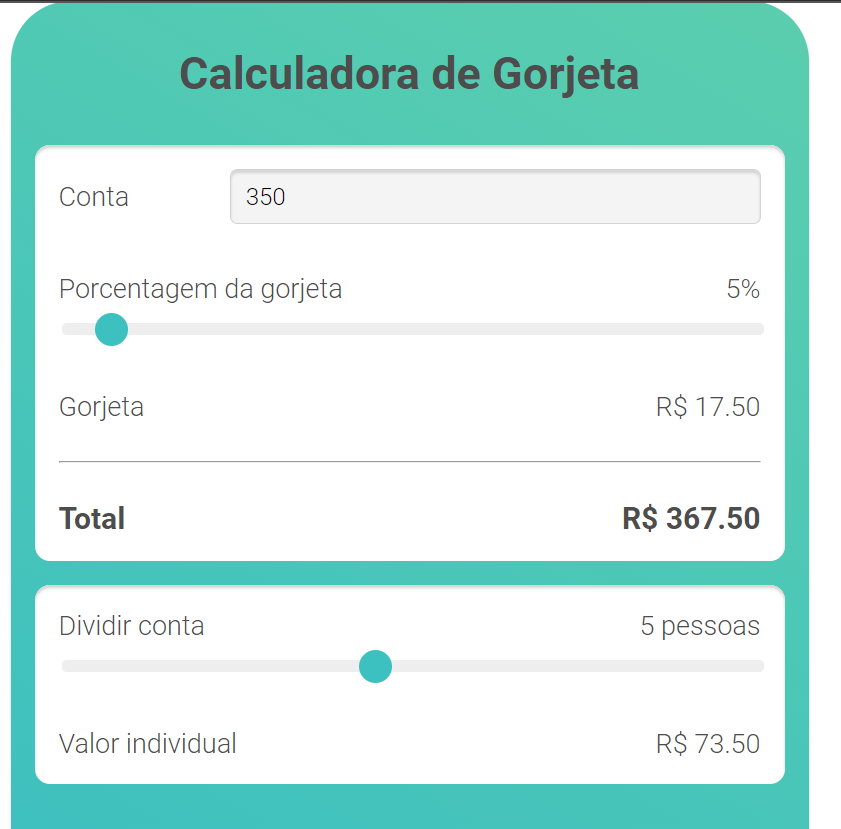 Calculadora de Gorjeta
Conta 350
Porcentagem da gorjeta 5%
Gorjeta R$ 17.50
Total R$ 367.50
Dividir conta 5 pessoas
Valor individual R$ 73.50